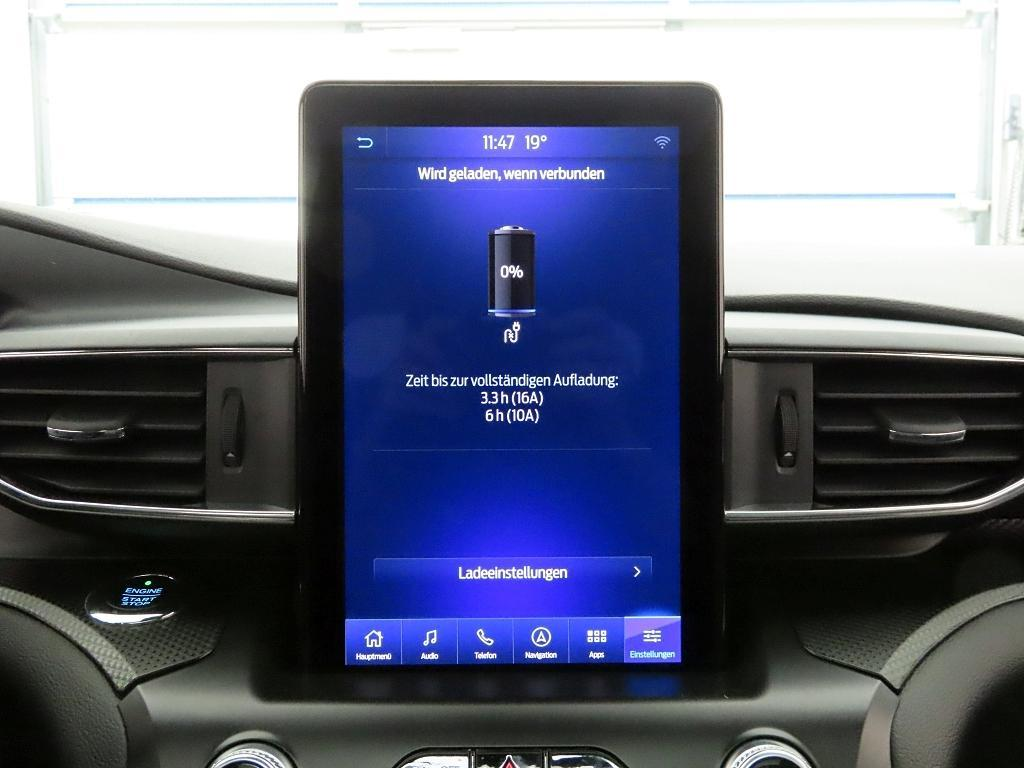 11:47 19°
Wird geladen, wenn verbunden
0%
Zeit bis zur vollständigen Aufladung:
3.3 h (16A)
6 h (10A)
Ladeeinstellungen
Hauptmenü Audio Telefon Navigation Apps Einstellungen
ENGINE
START
STOP